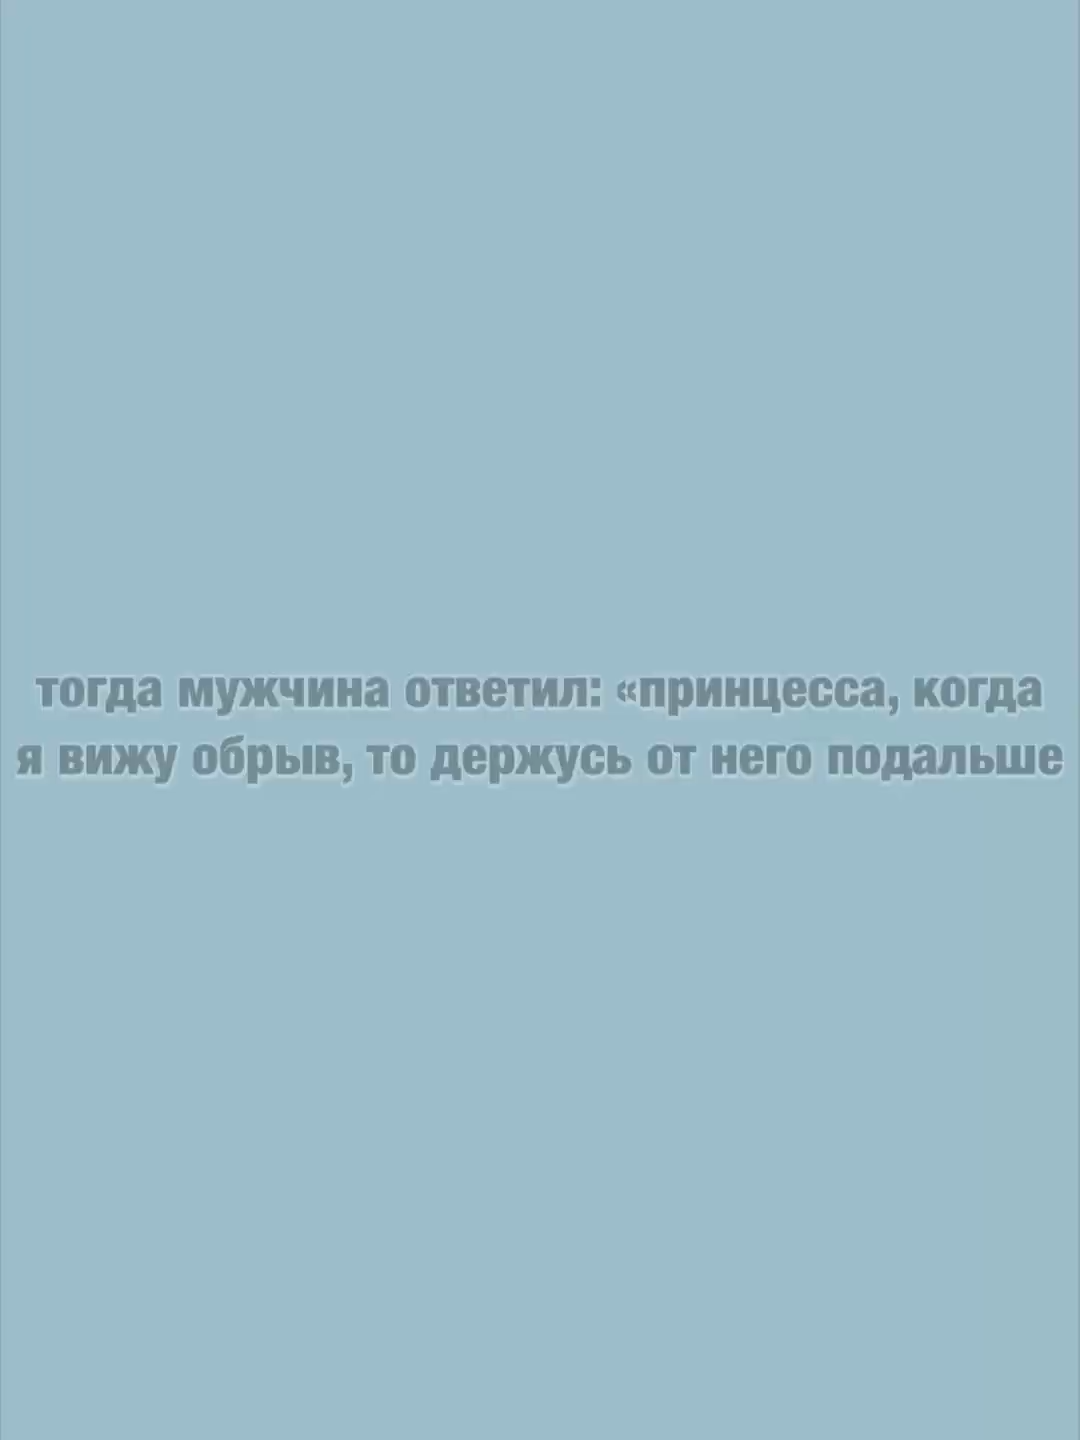 тогда мужчина ответил: «принцесса, когда
я вижу обрыв, то держусь от него подальше